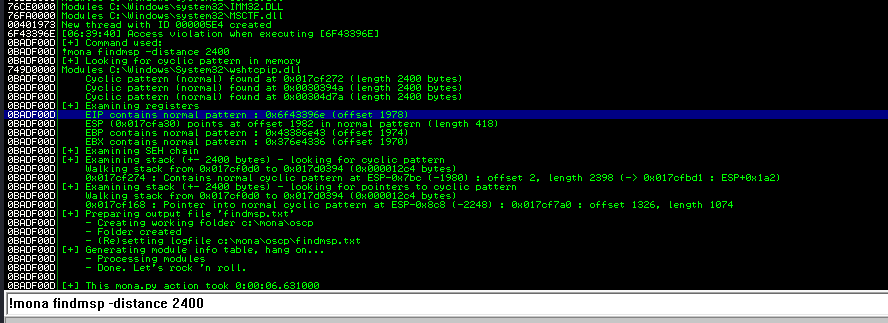 76CE0000 Modules C:\Windows\system32\IMM32.DLL
76FA0000 Modules C:\Windows\system32\MSCTF.dll
00401973 New thread with ID 000005E4 created
6F43396E [06:39:40] Access violation when executing [6F43396E]
0BADF00D [+] Command used:
0BADF00D !mona findmsp -distance 2400
0BADF00D [+] Looking for cyclic pattern in memory
749D0000 Modules C:\Windows\System32\wshtcpip.dll
0BADF00D Cyclic pattern (normal) found at 0x017cf272 (length 2400 bytes)
0BADF00D Cyclic pattern (normal) found at 0x0030394a (length 2400 bytes)
0BADF00D Cyclic pattern (normal) found at 0x00304d7a (length 2400 bytes)
0BADF00D [+] Examining registers
0BADF00D EIP contains normal pattern : 0x6f43396e (offset 1978)
0BADF00D ESP (0x017cfa30) points at offset 1982 in normal pattern (length 418)
0BADF00D EBP contains normal pattern : 0x43386e43 (offset 1974)
0BADF00D EBX contains normal pattern : 0x376e4336 (offset 1970)
0BADF00D [+] Examining SEH chain
0BADF00D [+] Examining stack (+- 2400 bytes) - looking for cyclic pattern
0BADF00D Walking stack from 0x017cf0d0 to 0x017d0394 (0x000012c4 bytes)
0BADF00D 0x017cf274 : Contains normal cyclic pattern at ESP-0x7bc (-1980) : offset 2, length 2398 (-> 0x017cfbd1 : ESP+0x1a2)
0BADF00D [+] Examining stack (+- 2400 bytes) - looking for pointers to cyclic pattern
0BADF00D Walking stack from 0x017cf0d0 to 0x017d0394 (0x000012c4 bytes)
0BADF00D 0x017cf168 : Pointer into normal cyclic pattern at ESP-0x8c8 (-2248) : 0x017cf7a0 : offset 1326, length 1074
0BADF00D [+] Preparing output file 'findmsp.txt'
0BADF00D - Creating working folder c:\mona\oscp
0BADF00D - Folder created
0BADF00D - (Re)setting logfile c:\mona\oscp\findmsp.txt
0BADF00D [+] Generating module info table, hang on...
0BADF00D - Processing modules
0BADF00D - Done. Let's rock 'n roll.
0BADF00D
0BADF00D [+] This mona.py action took 0:00:06.631000
!mona findmsp -distance 2400